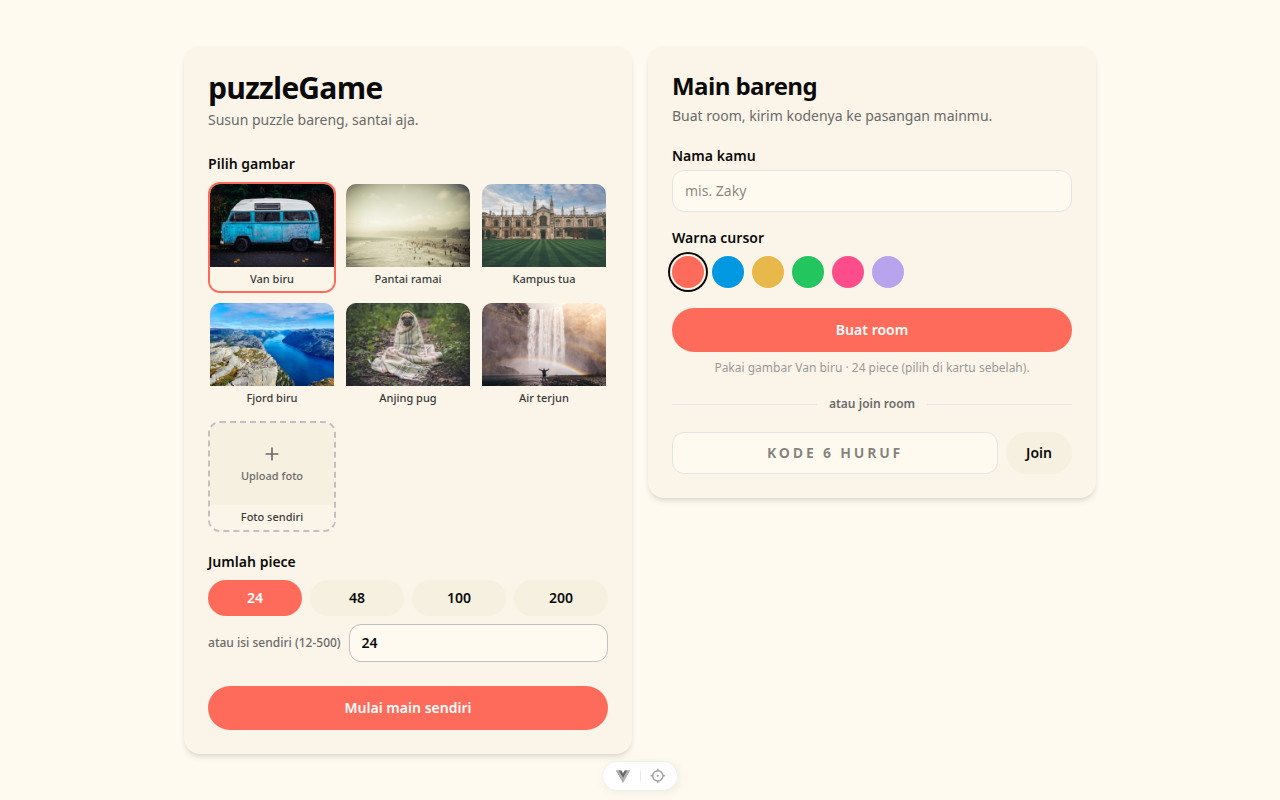 puzzleGame
Susun puzzle bareng, santai aja.
Pilih gambar
Van biru
Pantai ramai
Kampus tua
Fjord biru
Anjing pug
Air terjun
Upload foto
Foto sendiri
Jumlah piece
24
48
100
200
atau isi sendiri (12-500)
24
Mulai main sendiri
Main bareng
Buat room, kirim kodenya ke pasangan mainmu.
Nama kamu
mis. Zaky
Warna cursor
Buat room
Pakai gambar Van biru · 24 piece (pilih di kartu sebelah).
atau join room
KODE 6 HURUF
Join